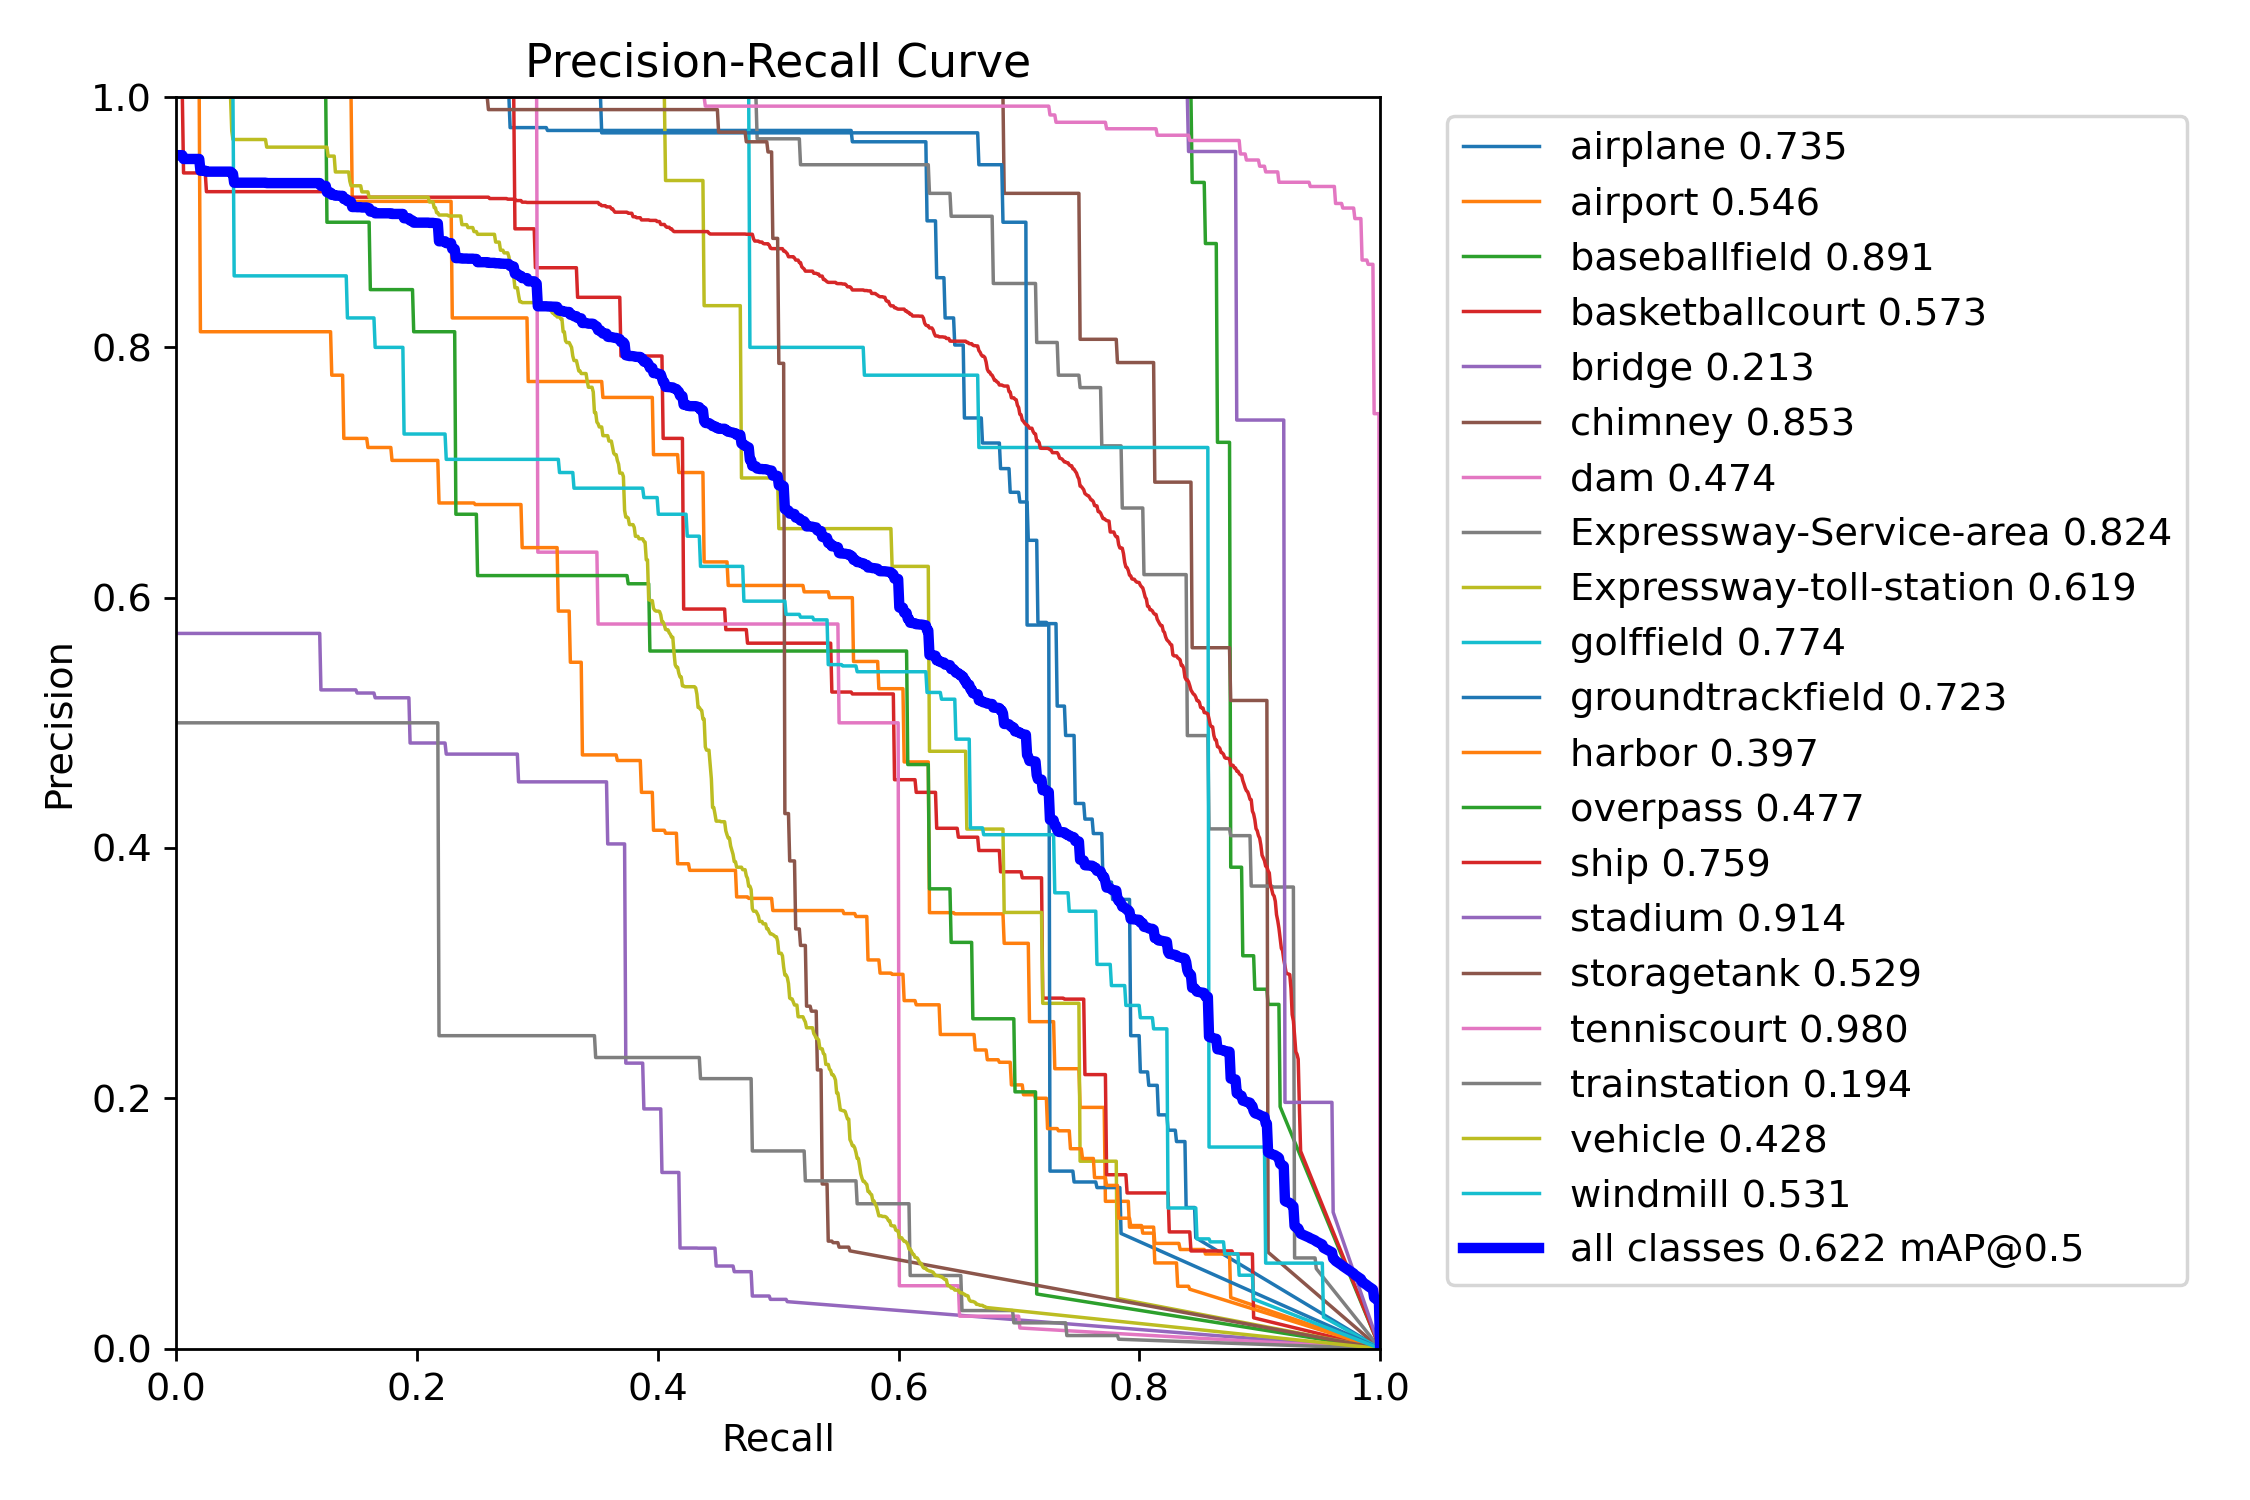 Precision-Recall Curve
1.0
0.8
0.6
0.4
0.2
0.0
Precision
0.0 0.2 0.4 0.6 0.8 1.0
Recall
airplane 0.735
airport 0.546
baseballfield 0.891
basketballcourt 0.573
bridge 0.213
chimney 0.853
dam 0.474
Expressway-Service-area 0.824
Expressway-toll-station 0.619
golffield 0.774
groundtrackfield 0.723
harbor 0.397
overpass 0.477
ship 0.759
stadium 0.914
storagetank 0.529
tenniscourt 0.980
trainstation 0.194
vehicle 0.428
windmill 0.531
all classes 0.622 mAP@0.5